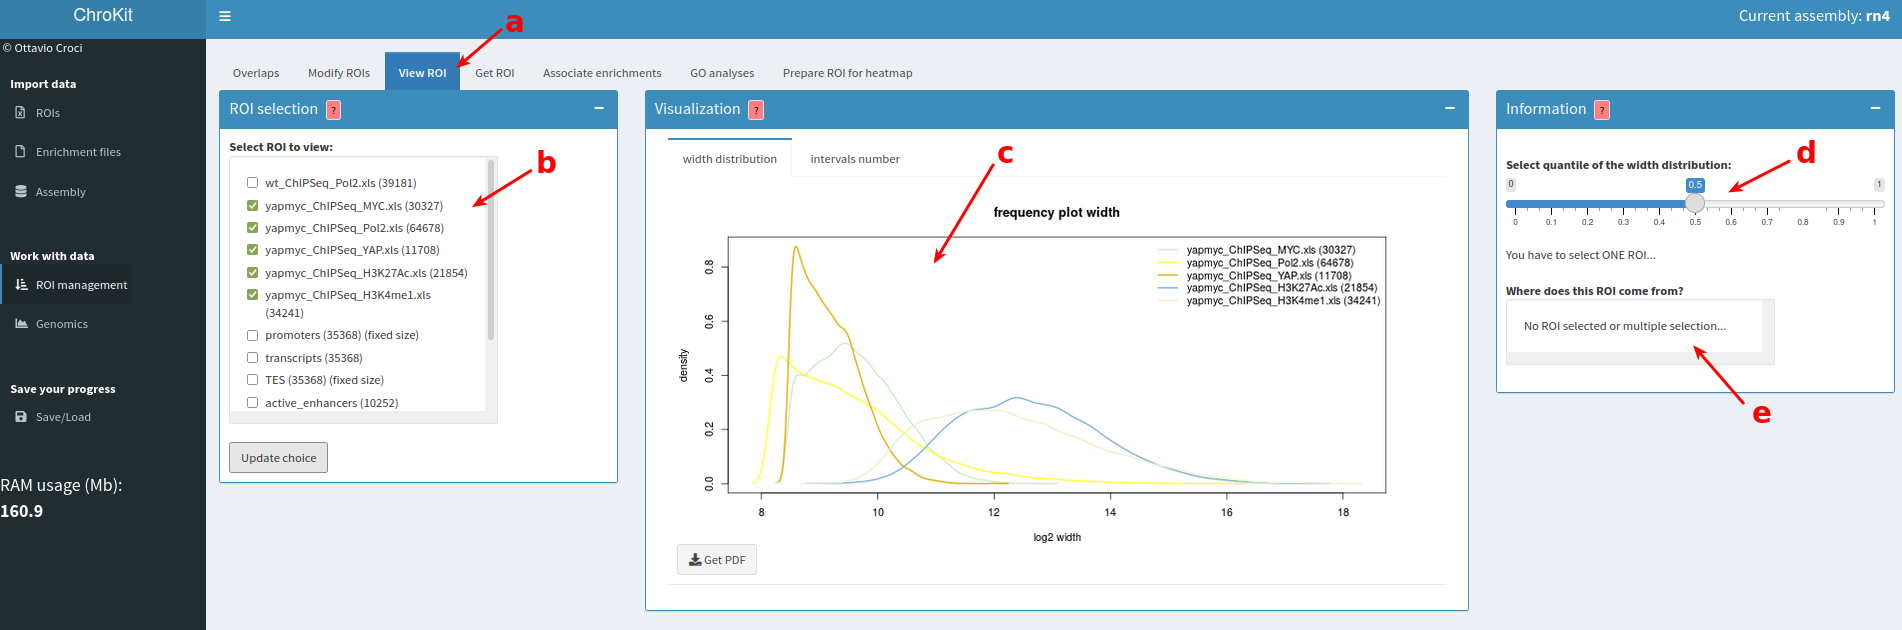 ChroKit
Current assembly: rn4
© Ottavio Croci
Import data
ROIs
Enrichment files
Assembly
Work with data
ROI management
Genomics
Save your progress
Save/Load
RAM usage (Mb):
160.9
a
Overlaps Modify ROIs View ROI Get ROI Associate enrichments GO analyses Prepare ROI for heatmap
ROI selection ?
Select ROI to view:
b
wt_ChIPSeq_Pol2.xls (39181)
yapmyc_ChIPSeq_MYC.xls (30327)
yapmyc_ChIPSeq_Pol2.xls (64678)
yapmyc_ChIPSeq_YAP.xls (11708)
yapmyc_ChIPSeq_H3K27Ac.xls (21854)
yapmyc_ChIPSeq_H3K4me1.xls
(34241)
promoters (35368) (fixed size)
transcripts (35368)
TES (35368) (fixed size)
active_enhancers (10252)
Update choice
Visualization ?
width distribution intervals number
c
frequency plot width
yapmyc_ChIPSeq_MYC.xls (30327)
yapmyc_ChIPSeq_Pol2.xls (64678)
yapmyc_ChIPSeq_YAP.xls (11708)
yapmyc_ChIPSeq_H3K27Ac.xls (21854)
yapmyc_ChIPSeq_H3K4me1.xls (34241)
density
0.8
0.6
0.4
0.2
0.0
8 10 12 14 16 18
log2 width
Get PDF
Information ?
d
Select quantile of the width distribution:
0 0.5 1
0 0.1 0.2 0.3 0.4 0.5 0.6 0.7 0.8 0.9 1
You have to select ONE ROI...
Where does this ROI come from?
No ROI selected or multiple selection...
e